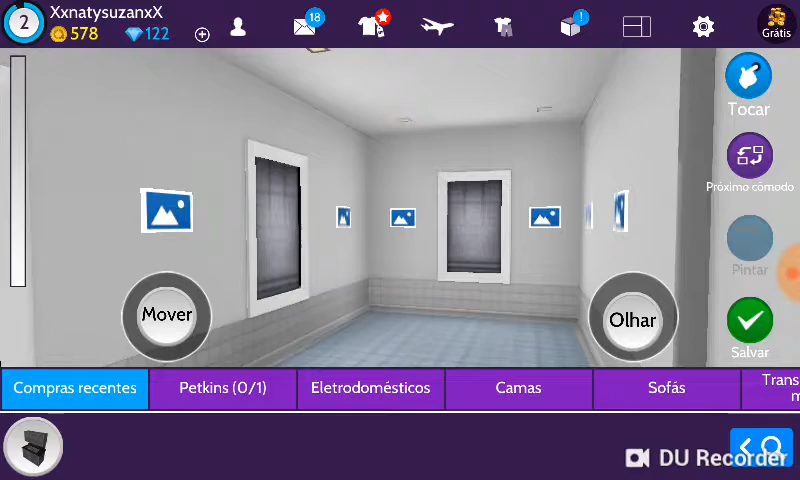 2
XxnatysuzanxX
578
122
18
!
Grátis
Tocar
Próximo cômodo
Pintar
Mover
Olhar
Salvar
Compras recentes
Petkins (0/1)
Eletrodomésticos
Camas
Sofás
Trans
m
DU Recorder